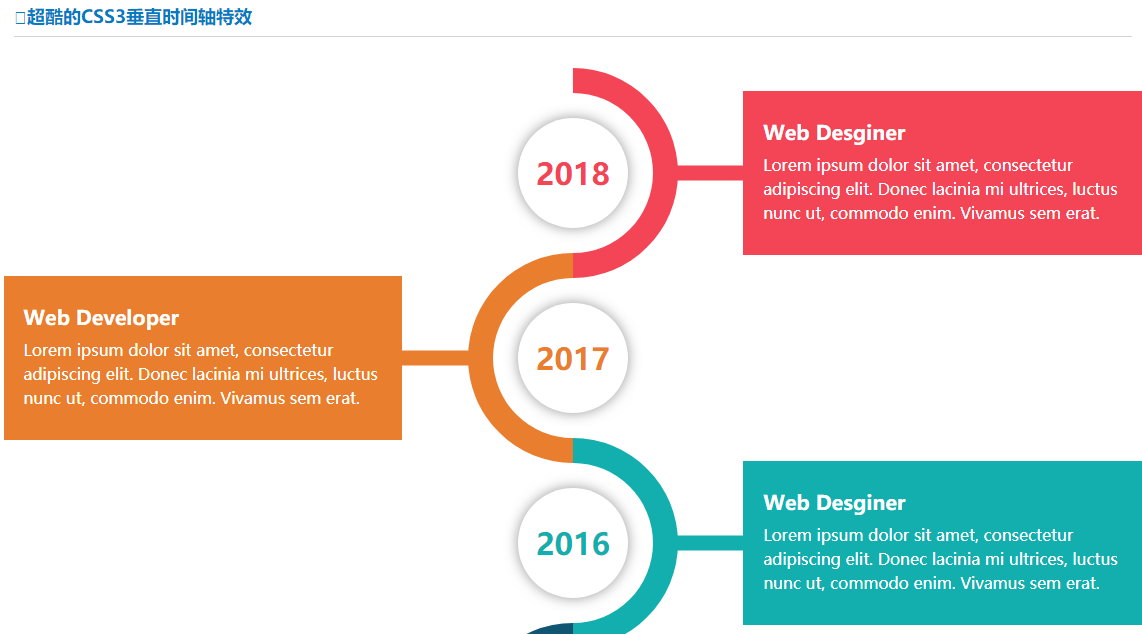 超酷的CSS3垂直时间轴特效
2018
Web Desginer
Lorem ipsum dolor sit amet, consectetur
adipiscing elit. Donec lacinia mi ultrices, luctus
nunc ut, commodo enim. Vivamus sem erat.
Web Developer
Lorem ipsum dolor sit amet, consectetur
adipiscing elit. Donec lacinia mi ultrices, luctus
nunc ut, commodo enim. Vivamus sem erat.
2017
2016
Web Desginer
Lorem ipsum dolor sit amet, consectetur
adipiscing elit. Donec lacinia mi ultrices, luctus
nunc ut, commodo enim. Vivamus sem erat.